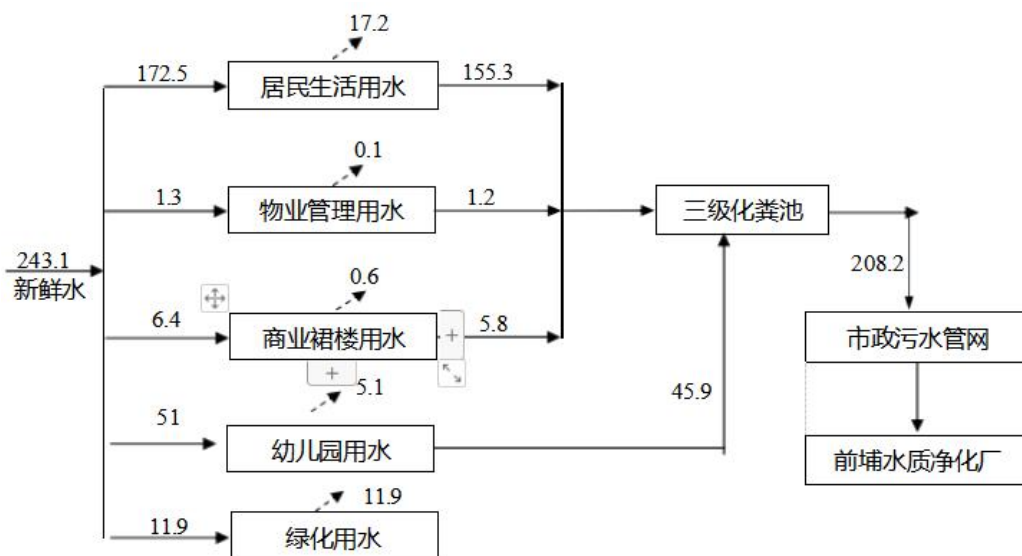 17.2
172.5
居民生活用水
155.3
0.1
1.3
物业管理用水
1.2
三级化粪池
243.1
新鲜水
208.2
0.6
6.4
商业裙楼用水
5.8
市政污水管网
5.1
45.9
51
幼儿园用水
前埔水质净化厂
11.9
11.9
绿化用水